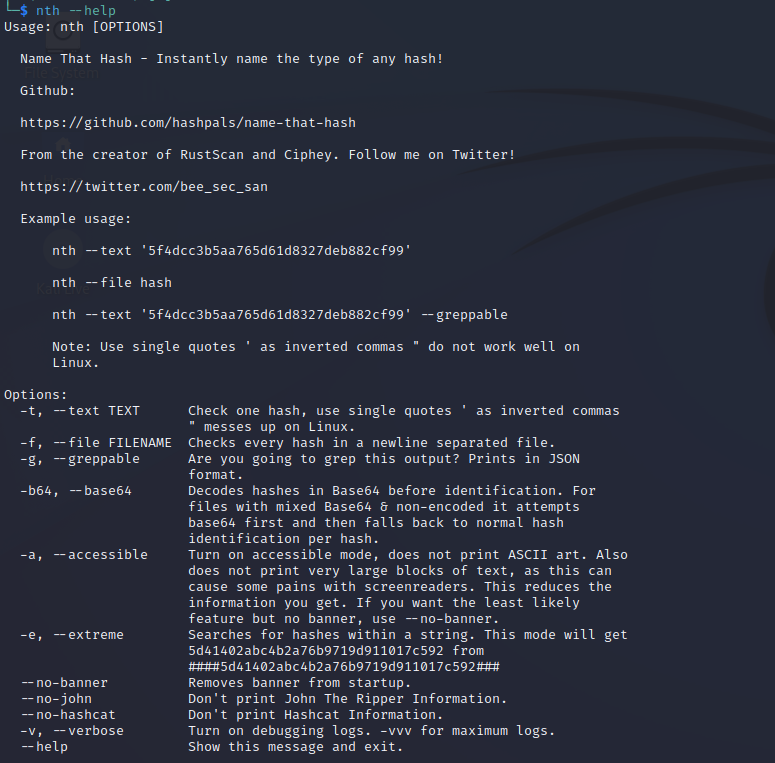 └─$ nth --help
Usage: nth [OPTIONS]
Name That Hash - Instantly name the type of any hash!
Github:
https://github.com/hashpals/name-that-hash
From the creator of RustScan and Ciphey. Follow me on Twitter!
https://twitter.com/bee_sec_san
Example usage:
nth --text '5f4dcc3b5aa765d61d8327deb882cf99'
nth --file hash
nth --text '5f4dcc3b5aa765d61d8327deb882cf99' --greppable
Note: Use single quotes ' as inverted commas " do not work well on
Linux.
Options:
-t, --text TEXT Check one hash, use single quotes ' as inverted commas
" messes up on Linux.
-f, --file FILENAME Checks every hash in a newline separated file.
-g, --greppable Are you going to grep this output? Prints in JSON
format.
-b64, --base64 Decodes hashes in Base64 before identification. For
files with mixed Base64 & non-encoded it attempts
base64 first and then falls back to normal hash
identification per hash.
-a, --accessible Turn on accessible mode, does not print ASCII art. Also
does not print very large blocks of text, as this can
cause some pains with screenreaders. This reduces the
information you get. If you want the least likely
feature but no banner, use --no-banner.
-e, --extreme Searches for hashes within a string. This mode will get
5d41402abc4b2a76b9719d911017c592 from
####5d41402abc4b2a76b9719d911017c592###
--no-banner Removes banner from startup.
--no-john Don't print John The Ripper Information.
--no-hashcat Don't print Hashcat Information.
-v, --verbose Turn on debugging logs. -vvv for maximum logs.
--help Show this message and exit.